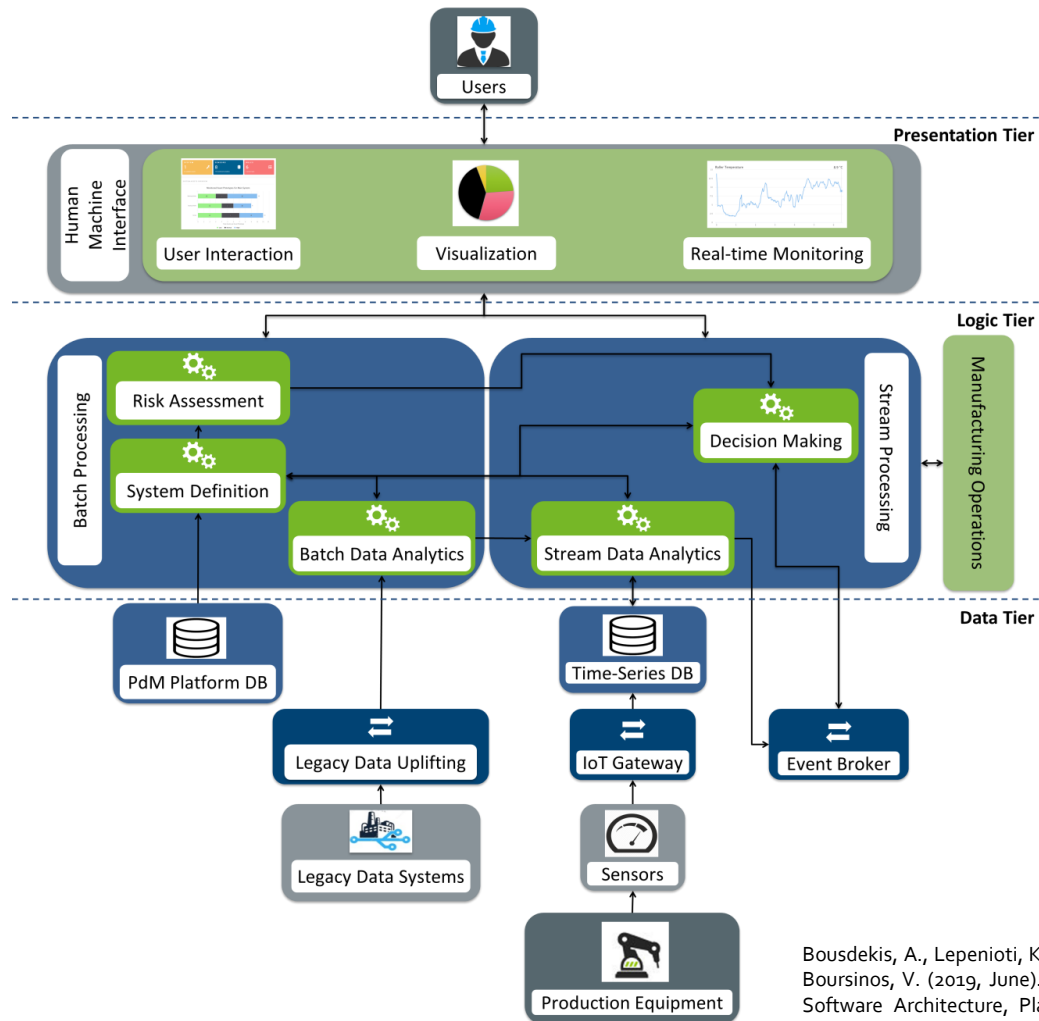 Users
Presentation Tier
Human
Machine
Interface
User Interaction
Visualization
Real-time Monitoring
Logic Tier
Batch Processing
Risk Assessment
System Definition
Batch Data Analytics
Stream Data Analytics
Decision Making
Stream Processing
Manufacturing Operations
Data Tier
PdM Platform DB
Time-Series DB
Legacy Data Uplifting
IoT Gateway
Event Broker
Legacy Data Systems
Sensors
Production Equipment
Bousdekis, A., Lepenioti, K
Boursinos, V. (2019, June).
Software Architecture, Pla